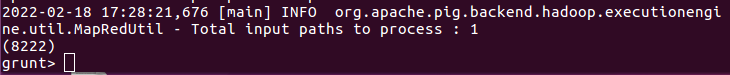 2022-02-18 17:28:21,676 [main] INFO  org.apache.pig.backend.hadoop.executionengi
ne.util.MapRedUtil - Total input paths to process : 1
(8222)
grunt>